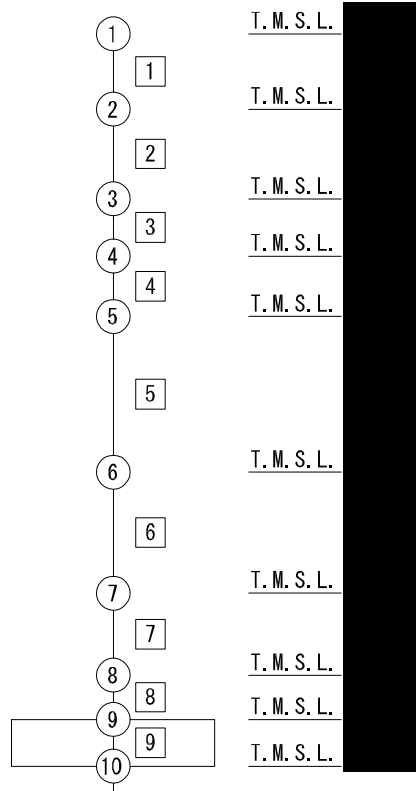 1 T.M.S.L.
1
2 T.M.S.L.
2
3 T.M.S.L.
3
4 T.M.S.L.
4
5 T.M.S.L.
5
6 T.M.S.L.
6
7 T.M.S.L.
7
8 T.M.S.L.
8
9 T.M.S.L.
9
10 T.M.S.L.